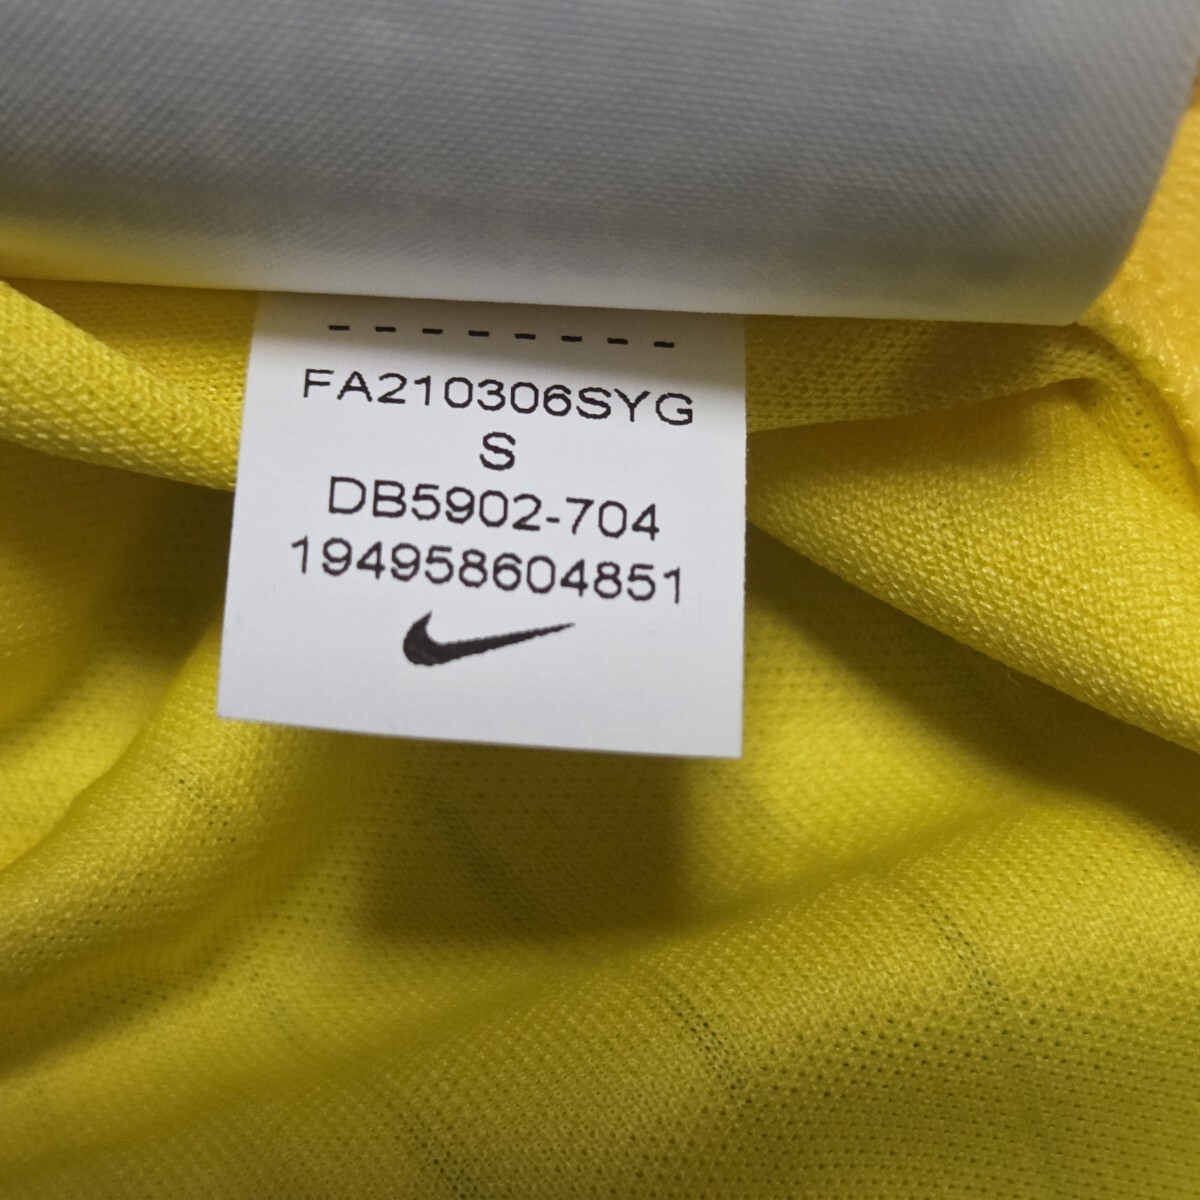 --------
FA210306SYG
S
DB5902-704
194958604851